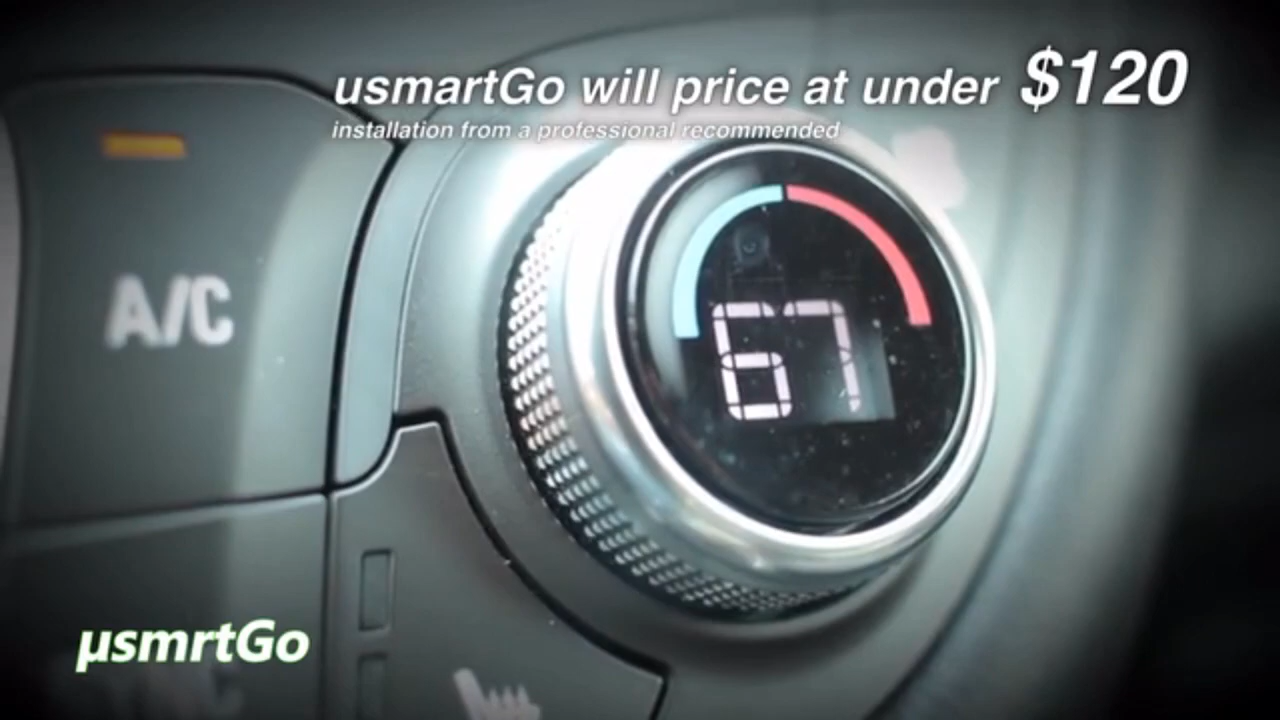 usmartGo will price at under $120
installation from a professional recommended
A/C
67
µsmrtGo